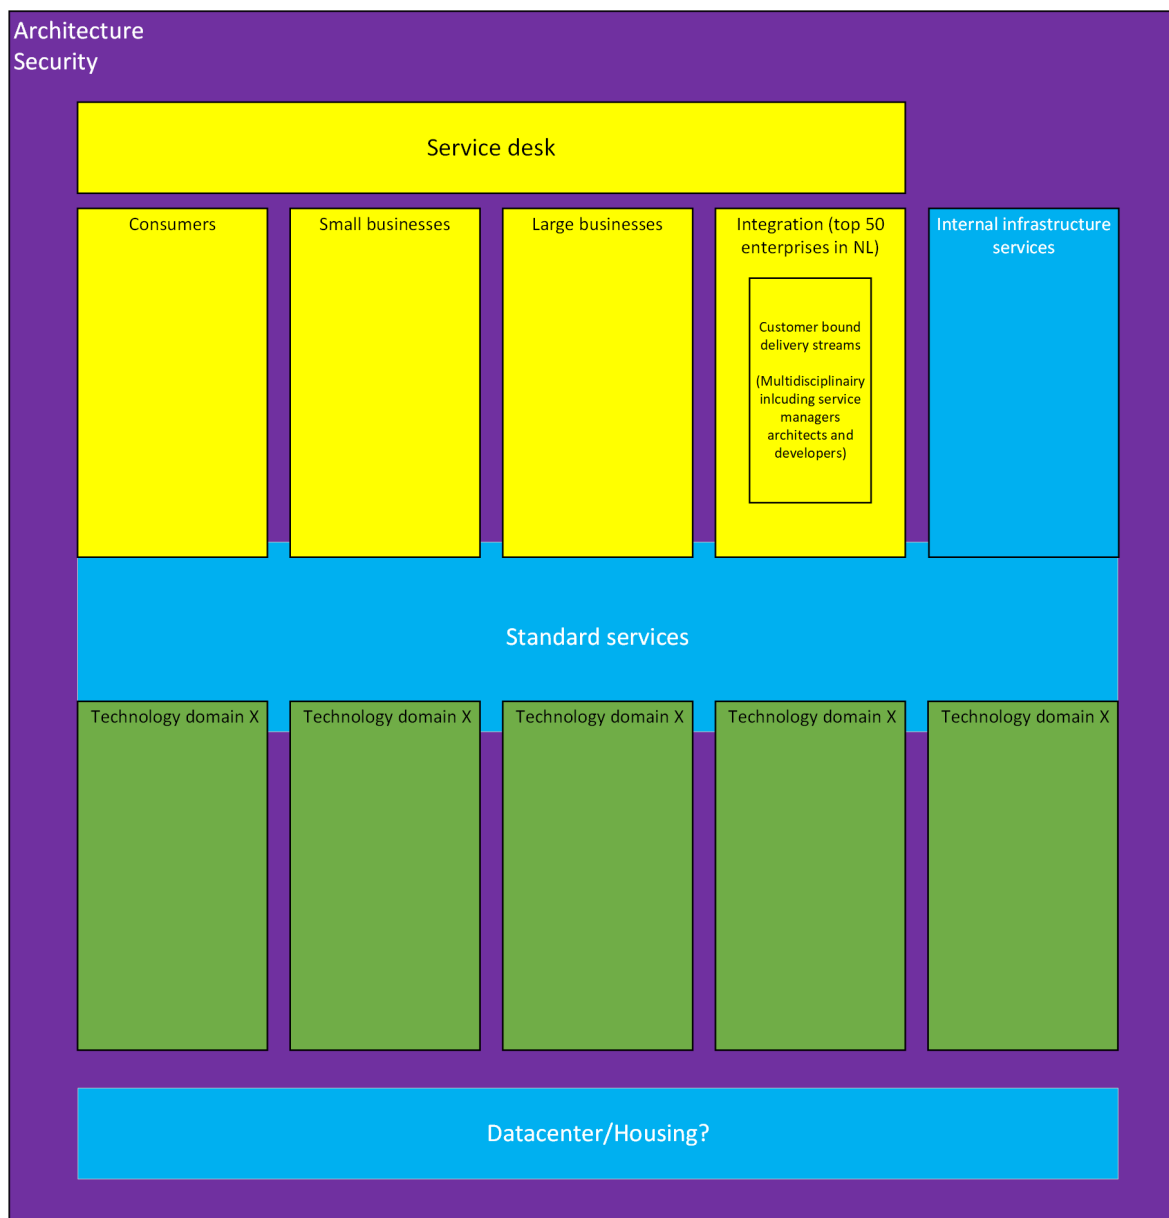 Architecture
Security
Service desk
Consumers
Small businesses
Large businesses
Integration (top 50
enterprises in NL)
Internal infrastructure
services
Customer bound
delivery streams
(Multidisciplinairy
inlcuding service
managers
architects and
developers)
Standard services
Technology domain X
Technology domain X
Technology domain X
Technology domain X
Technology domain X
Datacenter/Housing?